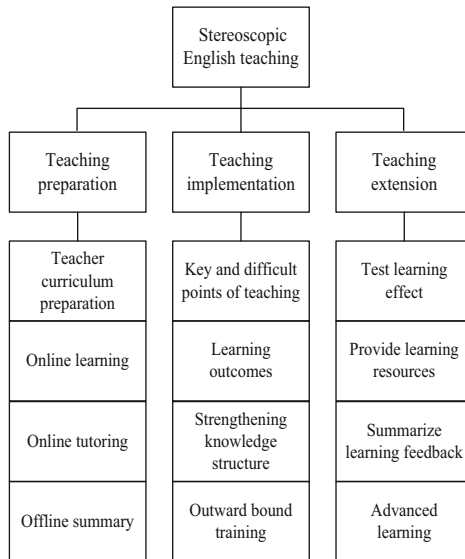 Stereoscopic
English teaching
Teaching
preparation
Teaching
implementation
Teaching
extension
Teacher
curriculum
preparation
Key and difficult
points of teaching
Test learning
effect
Online learning
Learning
outcomes
Provide learning
resources
Online tutoring
Strengthening
knowledge
structure
Summarize
learning feedback
Offline summary
Outward bound
training
Advanced
learning